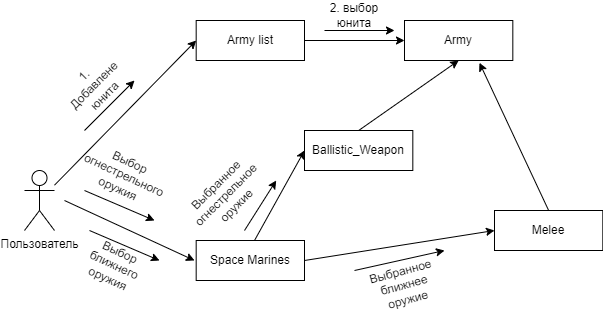 2. выбор
юнита
Army list
Army
1.
Добавлене
юнита
Ballistic_Weapon
Выбор
огнестрельного
оружия
Выбранное
огнестрельное
оружие
Пользователь
Выбор
ближнего
оружия
Space Marines
Melee
Выбранное
ближнее
оружие